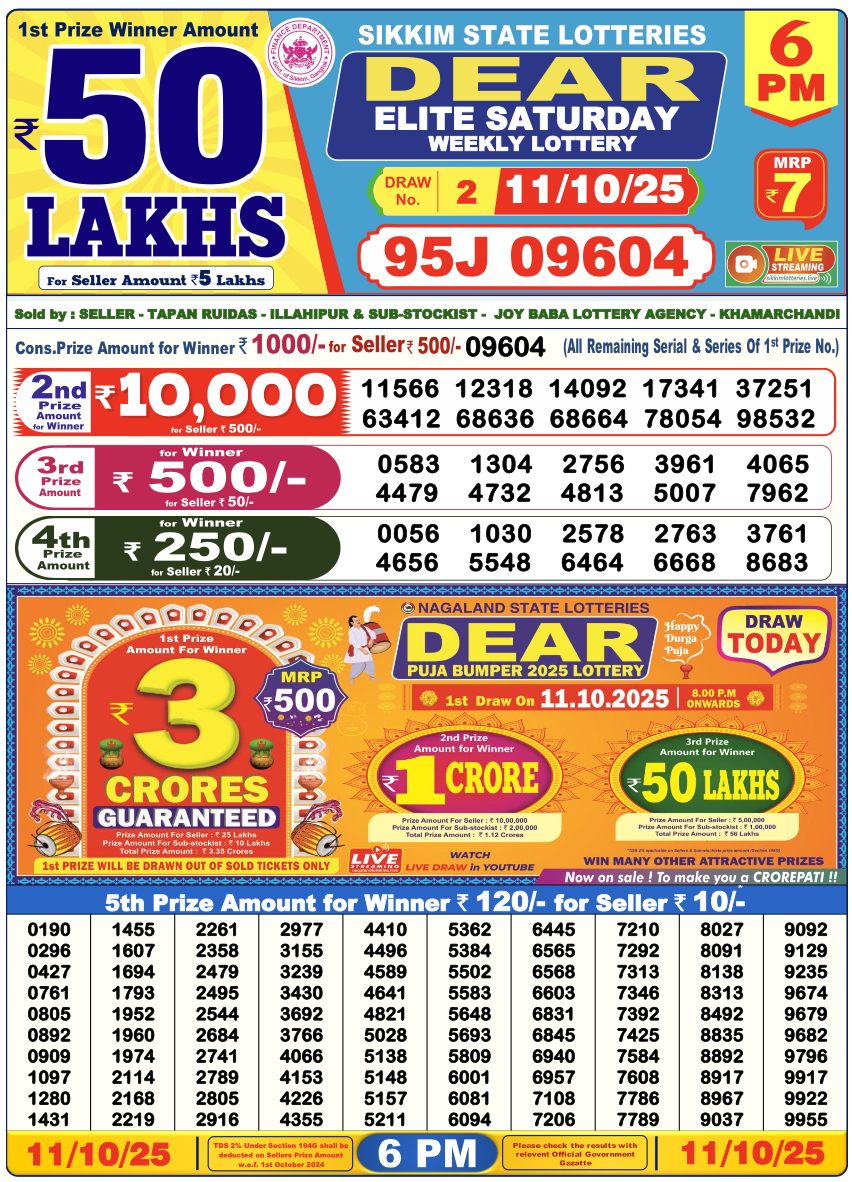 1st Prize Winner Amount
₹50
LAKHS
For Seller Amount ₹5 Lakhs
FINANCE DEPARTMENT
Govt. of Sikkim, Gangtok
SIKKIM STATE LOTTERIES
DEAR
ELITE SATURDAY
WEEKLY LOTTERY
DRAW No. 2 11/10/25
95J 09604
6
PM
MRP
₹7
LIVE
STREAMING
sikkimlotteries.live
Sold by : SELLER - TAPAN RUIDAS - ILLAHIPUR & SUB-STOCKIST - JOY BABA LOTTERY AGENCY - KHAMARCHANDI
Cons.Prize Amount for Winner ₹ 1000/- for Seller ₹ 500/- 09604 (All Remaining Serial & Series Of 1st Prize No.)
2nd Prize Amount for Winner ₹10,000 for Seller ₹ 500/-
11566 12318 14092 17341 37251
63412 68636 68664 78054 98532
3rd Prize Amount for Winner ₹ 500/- for Seller ₹ 50/-
0583 1304 2756 3961 4065
4479 4732 4813 5007 7962
4th Prize Amount for Winner ₹ 250/- for Seller ₹ 20/-
0056 1030 2578 2763 3761
4656 5548 6464 6668 8683
1st Prize
Amount For Winner
₹3
CRORES
GUARANTEED
Prize Amount For Seller : ₹ 25 Lakhs
Prize Amount For Sub-stockist : ₹ 10 Lakhs
Total Prize Amount : ₹ 3.35 Crores
1st PRIZE WILL BE DRAWN OUT OF SOLD TICKETS ONLY
MRP
₹500
NAGALAND STATE LOTTERIES
DEAR
PUJA BUMPER 2025 LOTTERY
Happy
Durga
Puja
DRAW
TODAY
1st Draw On 11.10.2025 8.00 P.M ONWARDS
2nd Prize
Amount for Winner
₹1 CRORE
Prize Amount For Seller : ₹ 10,00,000
Prize Amount For Sub-stockist : ₹ 2,00,000
Total Prize Amount : ₹ 1.12 Crores
3rd Prize
Amount for Winner
₹50 LAKHS
Prize Amount For Seller : ₹ 5,00,000
Prize Amount For Sub-stockist : ₹ 1,00,000
Total Prize Amount : ₹ 56 Lakhs
LIVE
STREAMING
WATCH
LIVE DRAW in YOUTUBE
WIN MANY OTHER ATTRACTIVE PRIZES
Now on sale ! To make you a CROREPATI !!
5th Prize Amount for Winner ₹ 120/- for Seller ₹ 10/-
0190 1455 2261 2977 4410 5362 6445 7210 8027 9092
0296 1607 2358 3155 4496 5384 6565 7292 8091 9129
0427 1694 2479 3239 4589 5502 6568 7313 8138 9235
0761 1793 2495 3430 4641 5583 6603 7346 8313 9674
0805 1952 2544 3692 4821 5648 6831 7392 8492 9679
0892 1960 2684 3766 5028 5693 6845 7425 8835 9682
0909 1974 2741 4066 5138 5809 6940 7584 8892 9796
1097 2114 2789 4153 5148 6001 6957 7608 8917 9917
1280 2168 2805 4226 5157 6081 7108 7786 8967 9922
1431 2219 2916 4355 5211 6094 7206 7789 9037 9955
11/10/25
TDS 2% Under Section 194G shall be
deducted on Sellers Prize Amount
w.e.f. 1st October 2024
6 PM
Please check the results with
relevent Official Government
Gazatte
11/10/25